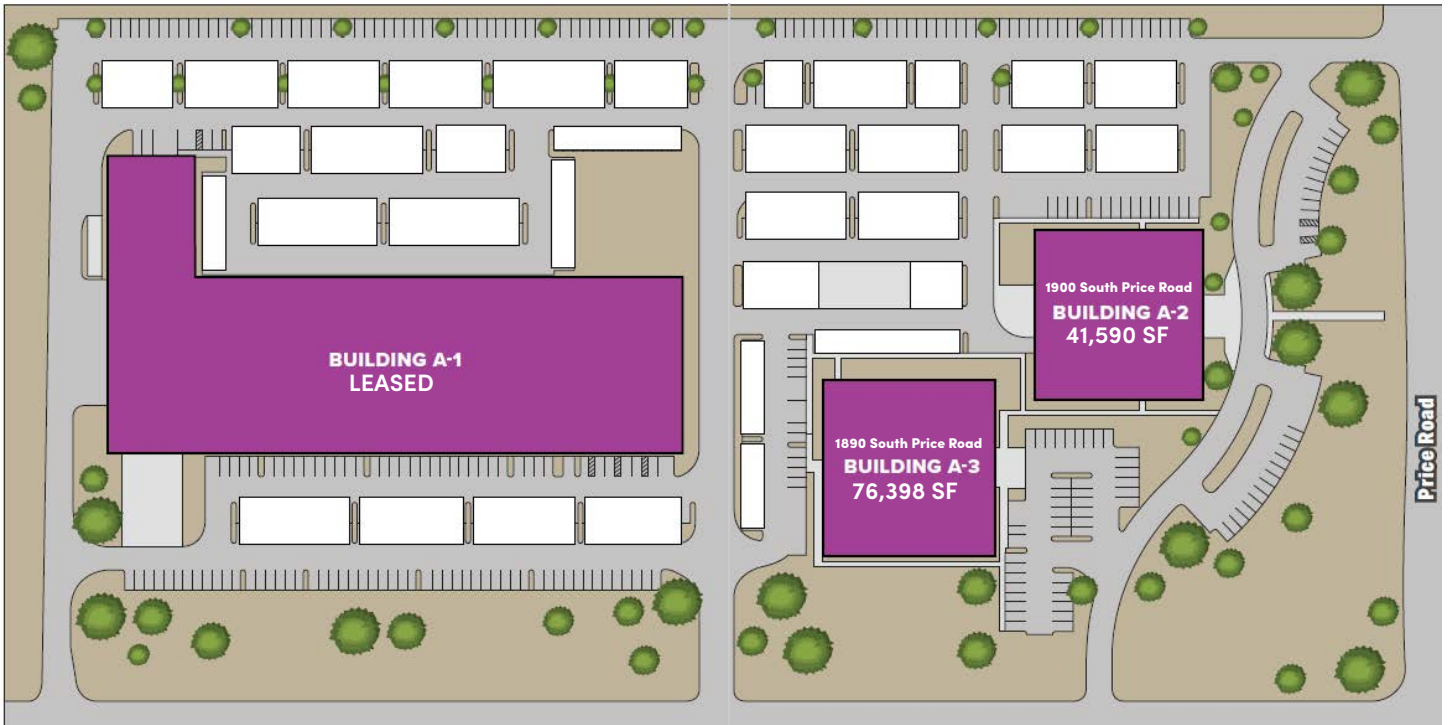 1900 South Price Road
BUILDING A-2
41,590 SF
BUILDING A-1
LEASED
1890 South Price Road
BUILDING A-3
76,398 SF
Price Road